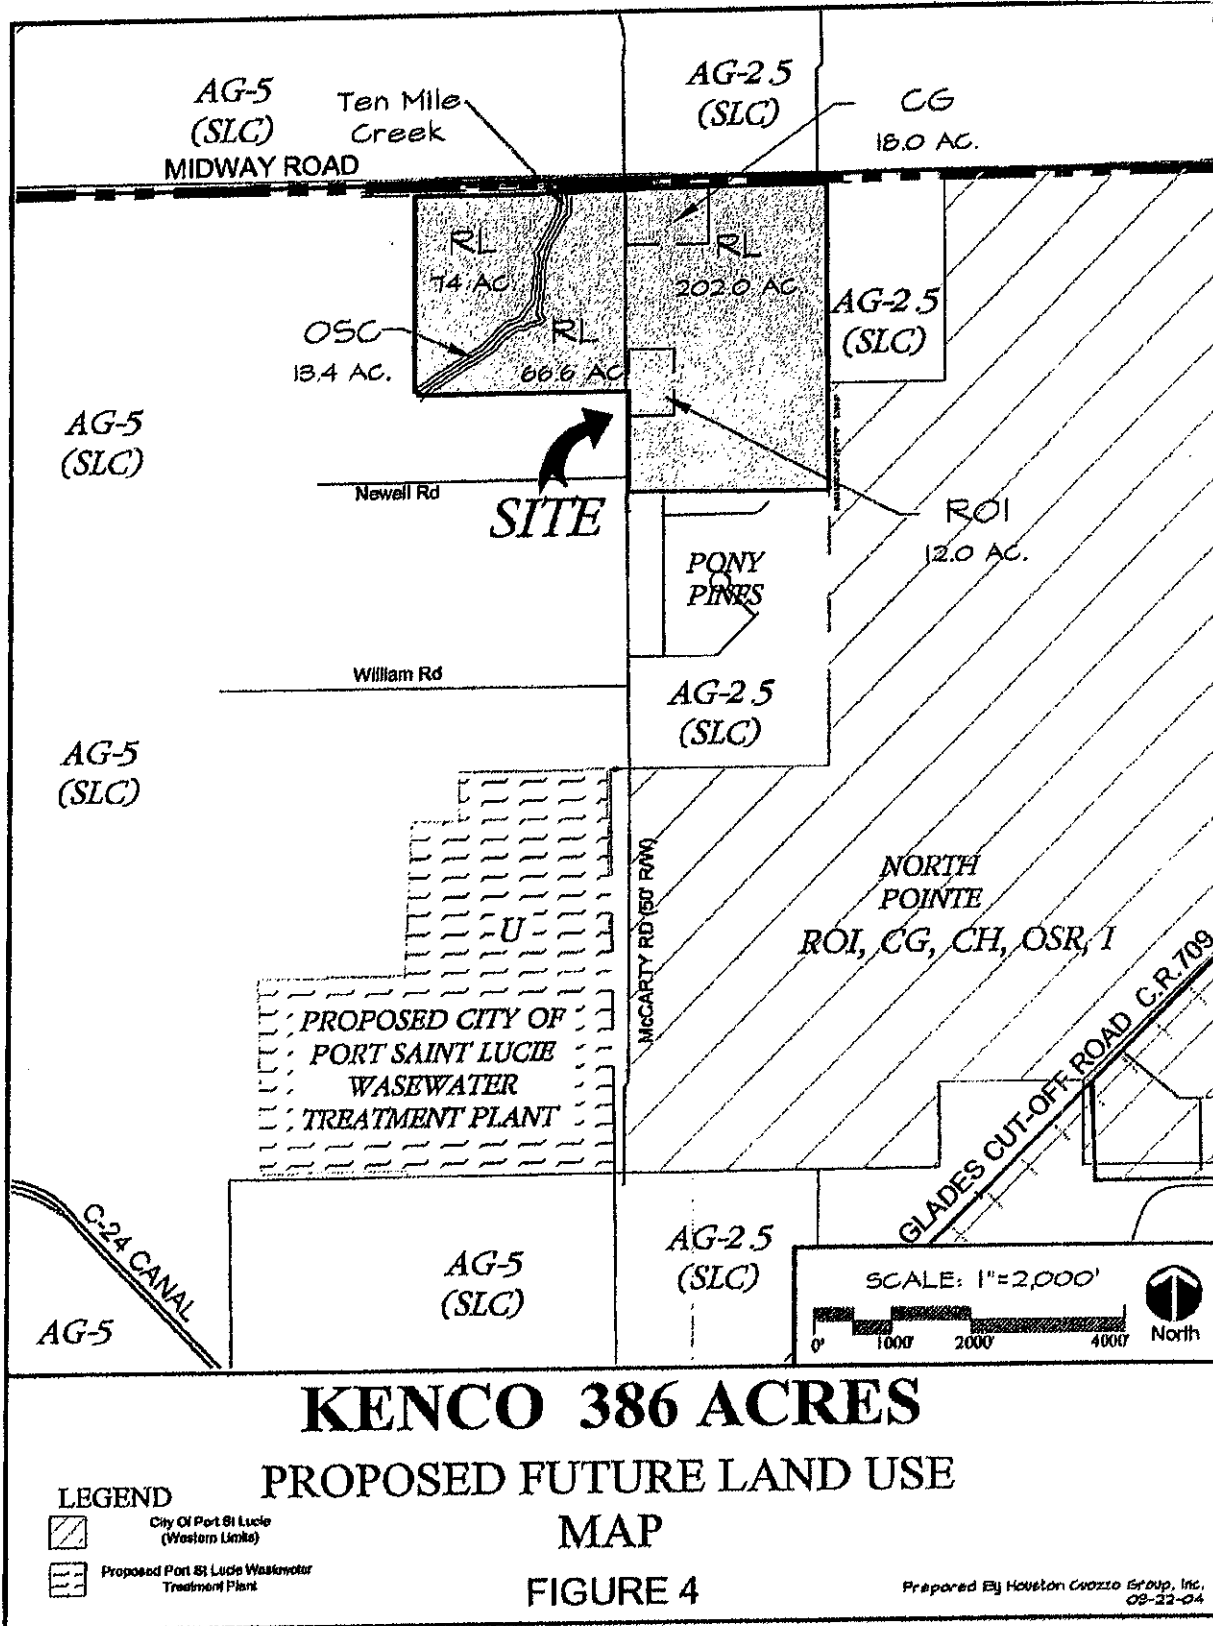 AG-5
(SLC)
Ten Mile
Creek
AG-2.5
(SLC)
CG
18.0 AC.
MIDWAY ROAD
RL
74 AC.
RL
202.0 AC.
AG-2.5
(SLC)
OSC
13.4 AC.
RL
66.6 AC
AG-5
(SLC)
Newell Rd
SITE
ROI
12.0 AC.
PONY
PINES
William Rd
AG-2.5
(SLC)
AG-5
(SLC)
McCARTY RD (50' R/W)
NORTH
POINTE
ROI, CG, CH, OSR, I
U
PROPOSED CITY OF
PORT SAINT LUCIE
WASEWATER
TREATMENT PLANT
GLADES CUT-OFF ROAD C.R.709
C-24 CANAL
AG-5
AG-5
(SLC)
AG-2.5
(SLC)
SCALE: 1"=2,000'
0' 1000' 2000' 4000'
North
KENCO 386 ACRES
PROPOSED FUTURE LAND USE
MAP
FIGURE 4
LEGEND
City Of Port St Lucie
(Western Limits)
Proposed Port St Lucie Wastewater
Treatment Plant
Prepared By Houston Cuozzo Group, Inc.
09-22-04